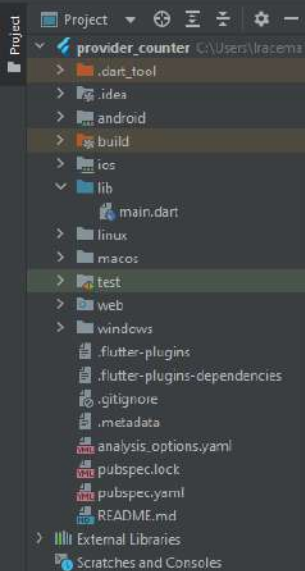 Project
Project
provider_counter C:\Users\Iracema
.dart_tool
.idea
android
build
ios
lib
main.dart
linux
macos
test
web
windows
.flutter-plugins
.flutter-plugins-dependencies
.gitignore
.metadata
analysis_options.yaml
pubspec.lock
pubspec.yaml
README.md
External Libraries
Scratches and Consoles